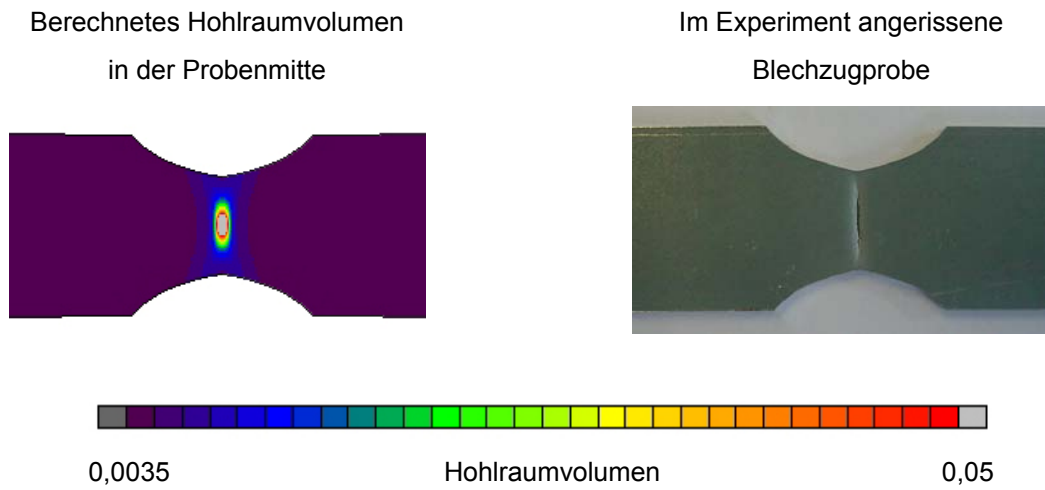 Berechnetes Hohlraumvolumen
in der Probenmitte
Im Experiment angerissene
Blechzugprobe
0,0035 Hohlraumvolumen 0,05